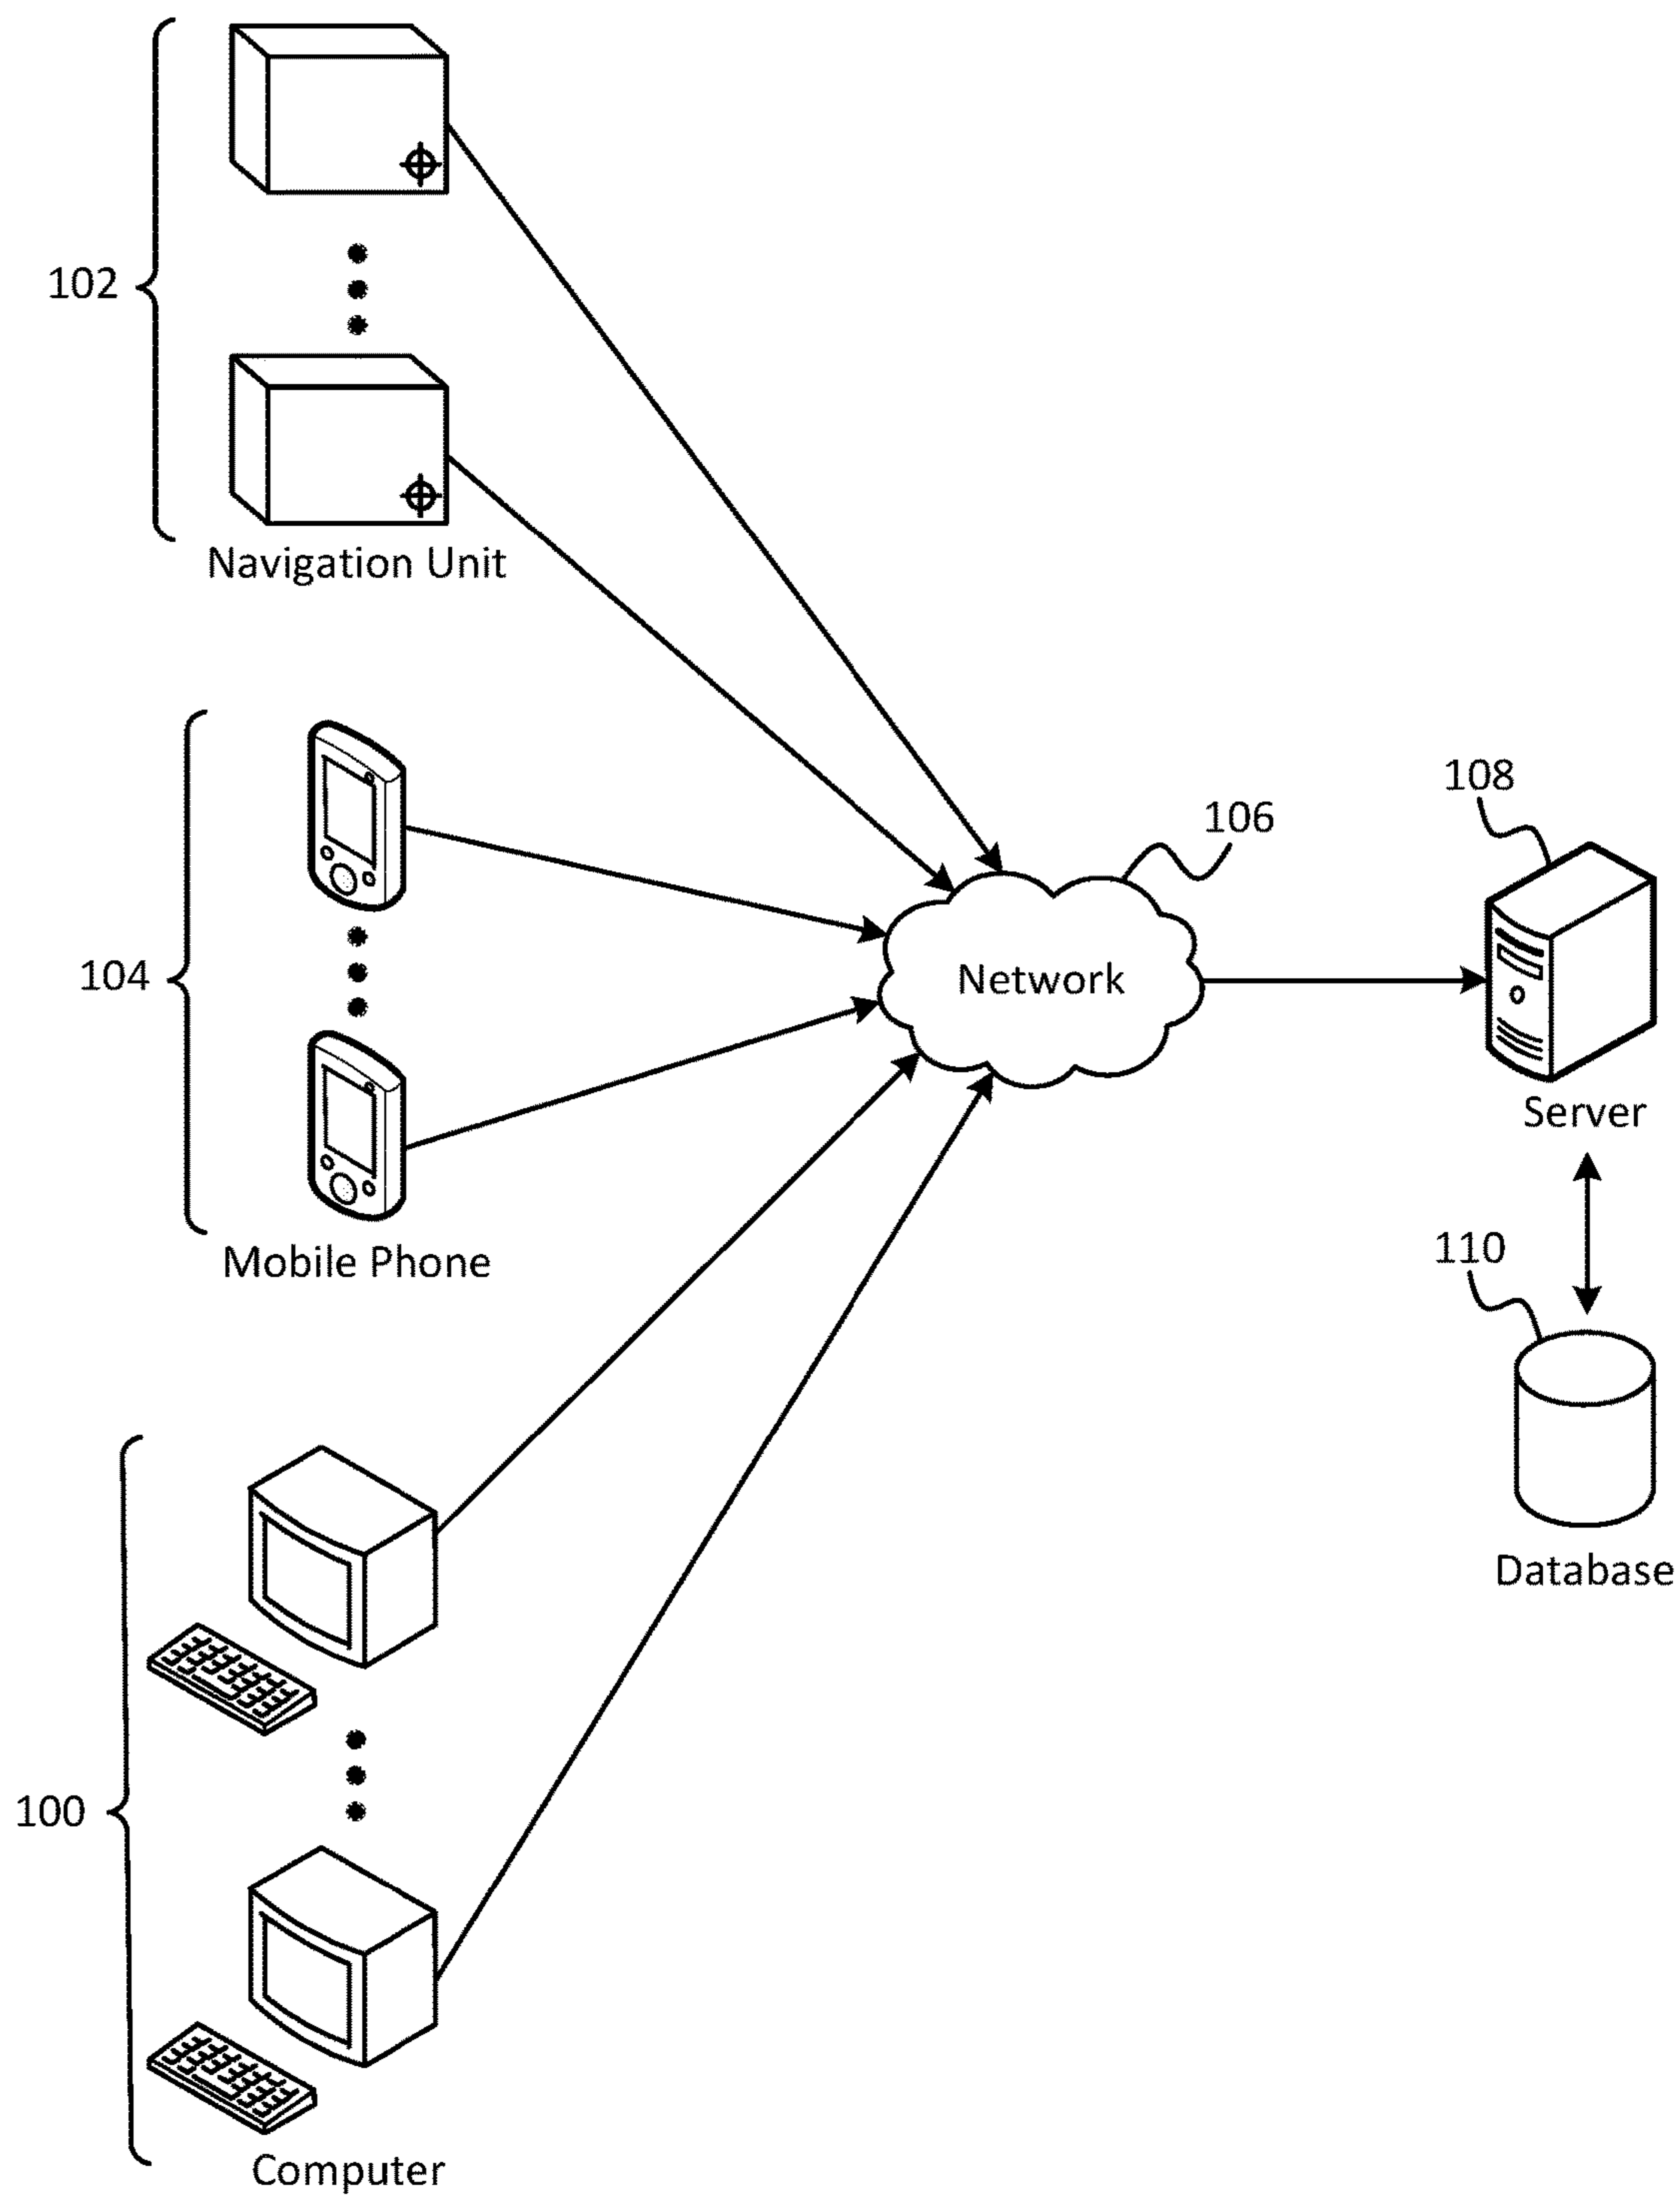 102
Navigation Unit
108
106
104
Network
Server
110
Mobile Phone
Database
100
Computer